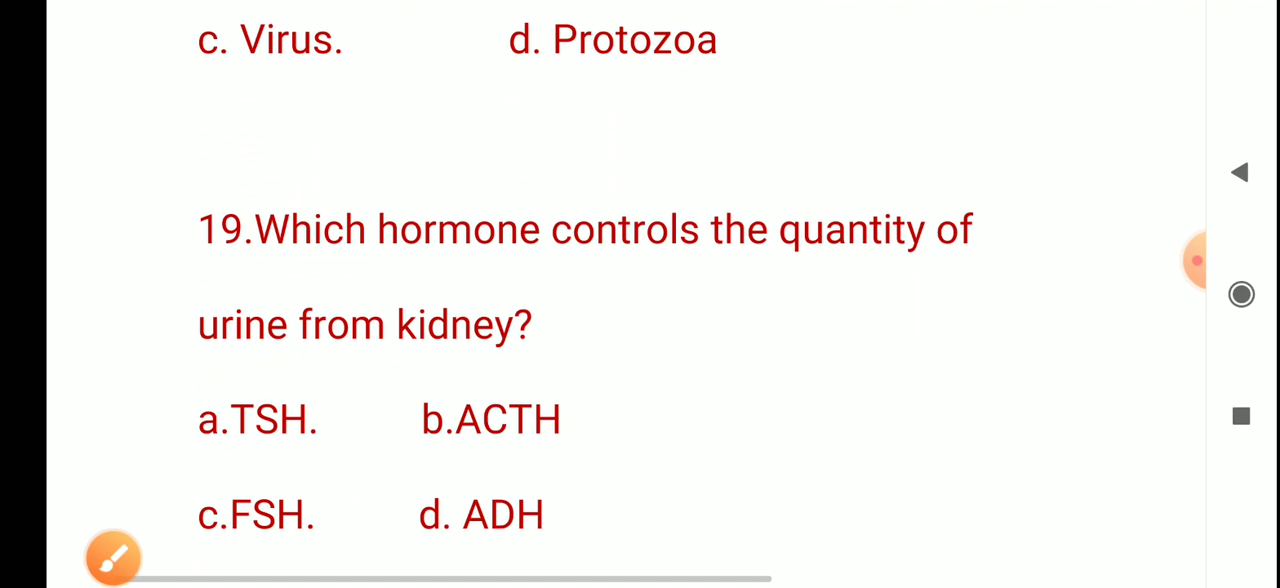 c. Virus. d. Protozoa
19.Which hormone controls the quantity of
urine from kidney?
a.TSH. b.ACTH
c.FSH. d. ADH